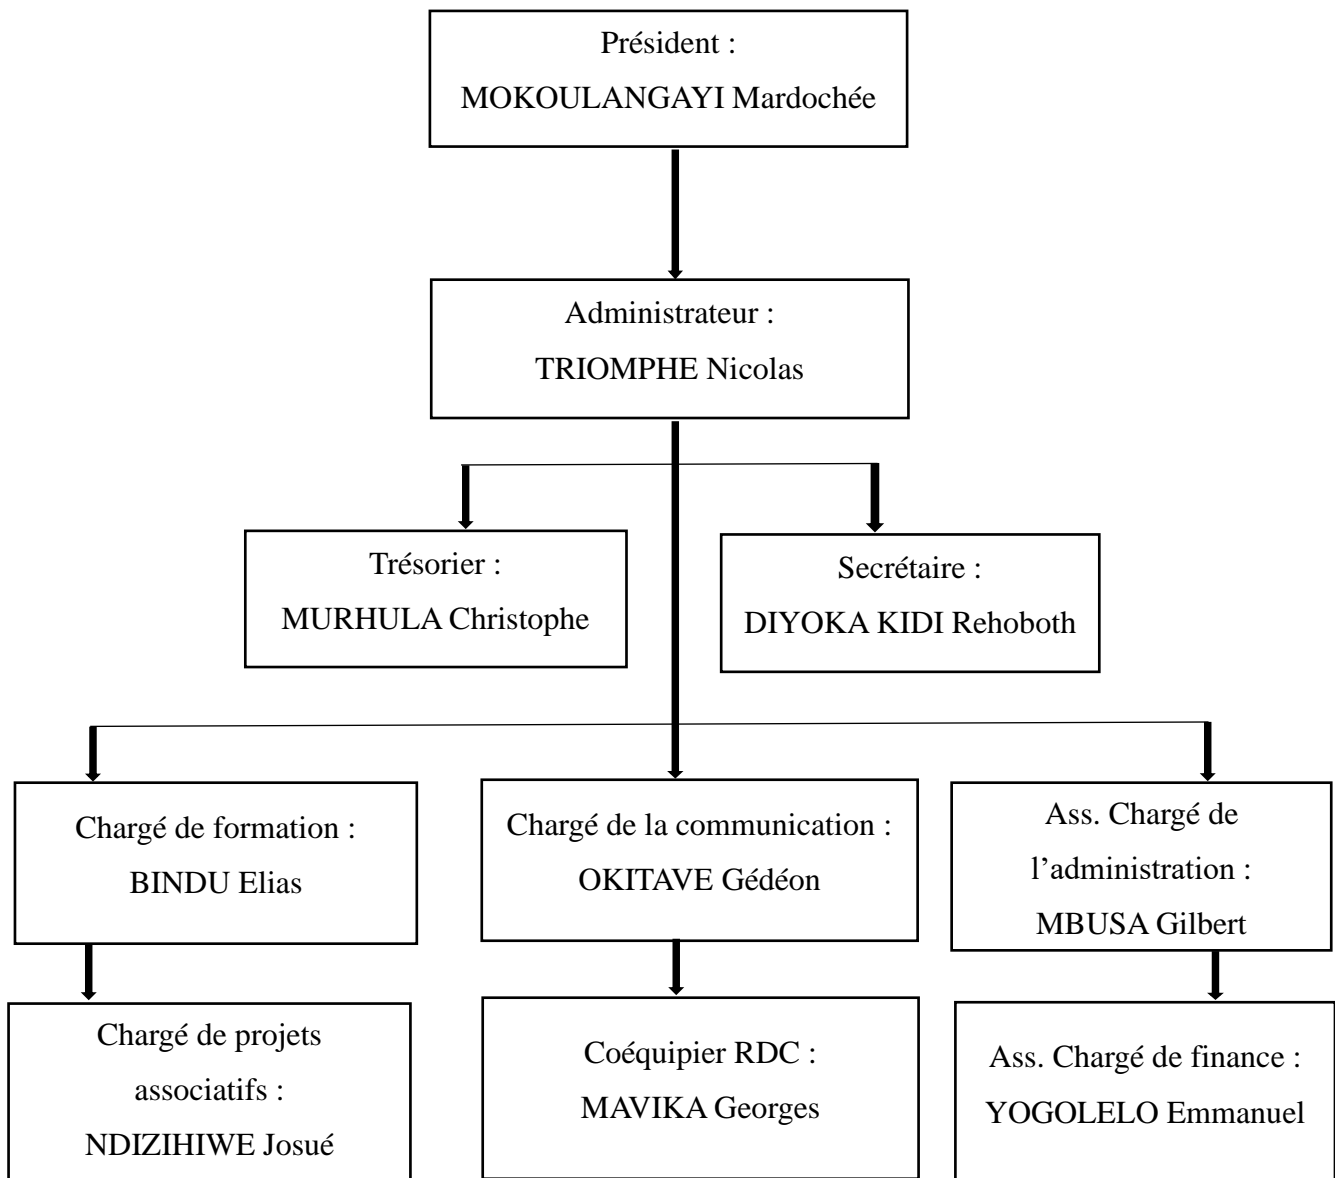 Président :
MOKOULANGAYI Mardochée
Administrateur :
TRIOMPHE Nicolas
Trésorier :
MURHULA Christophe
Secrétaire :
DIYOKA KIDI Rehoboth
Chargé de formation :
BINDU Elias
Chargé de la communication :
OKITAVE Gédéon
Ass. Chargé de
l’administration :
MBUSA Gilbert
Chargé de projets
associatifs :
NDIZIHIWE Josué
Coéquipier RDC :
MAVIKA Georges
Ass. Chargé de finance :
YOGOLELO Emmanuel